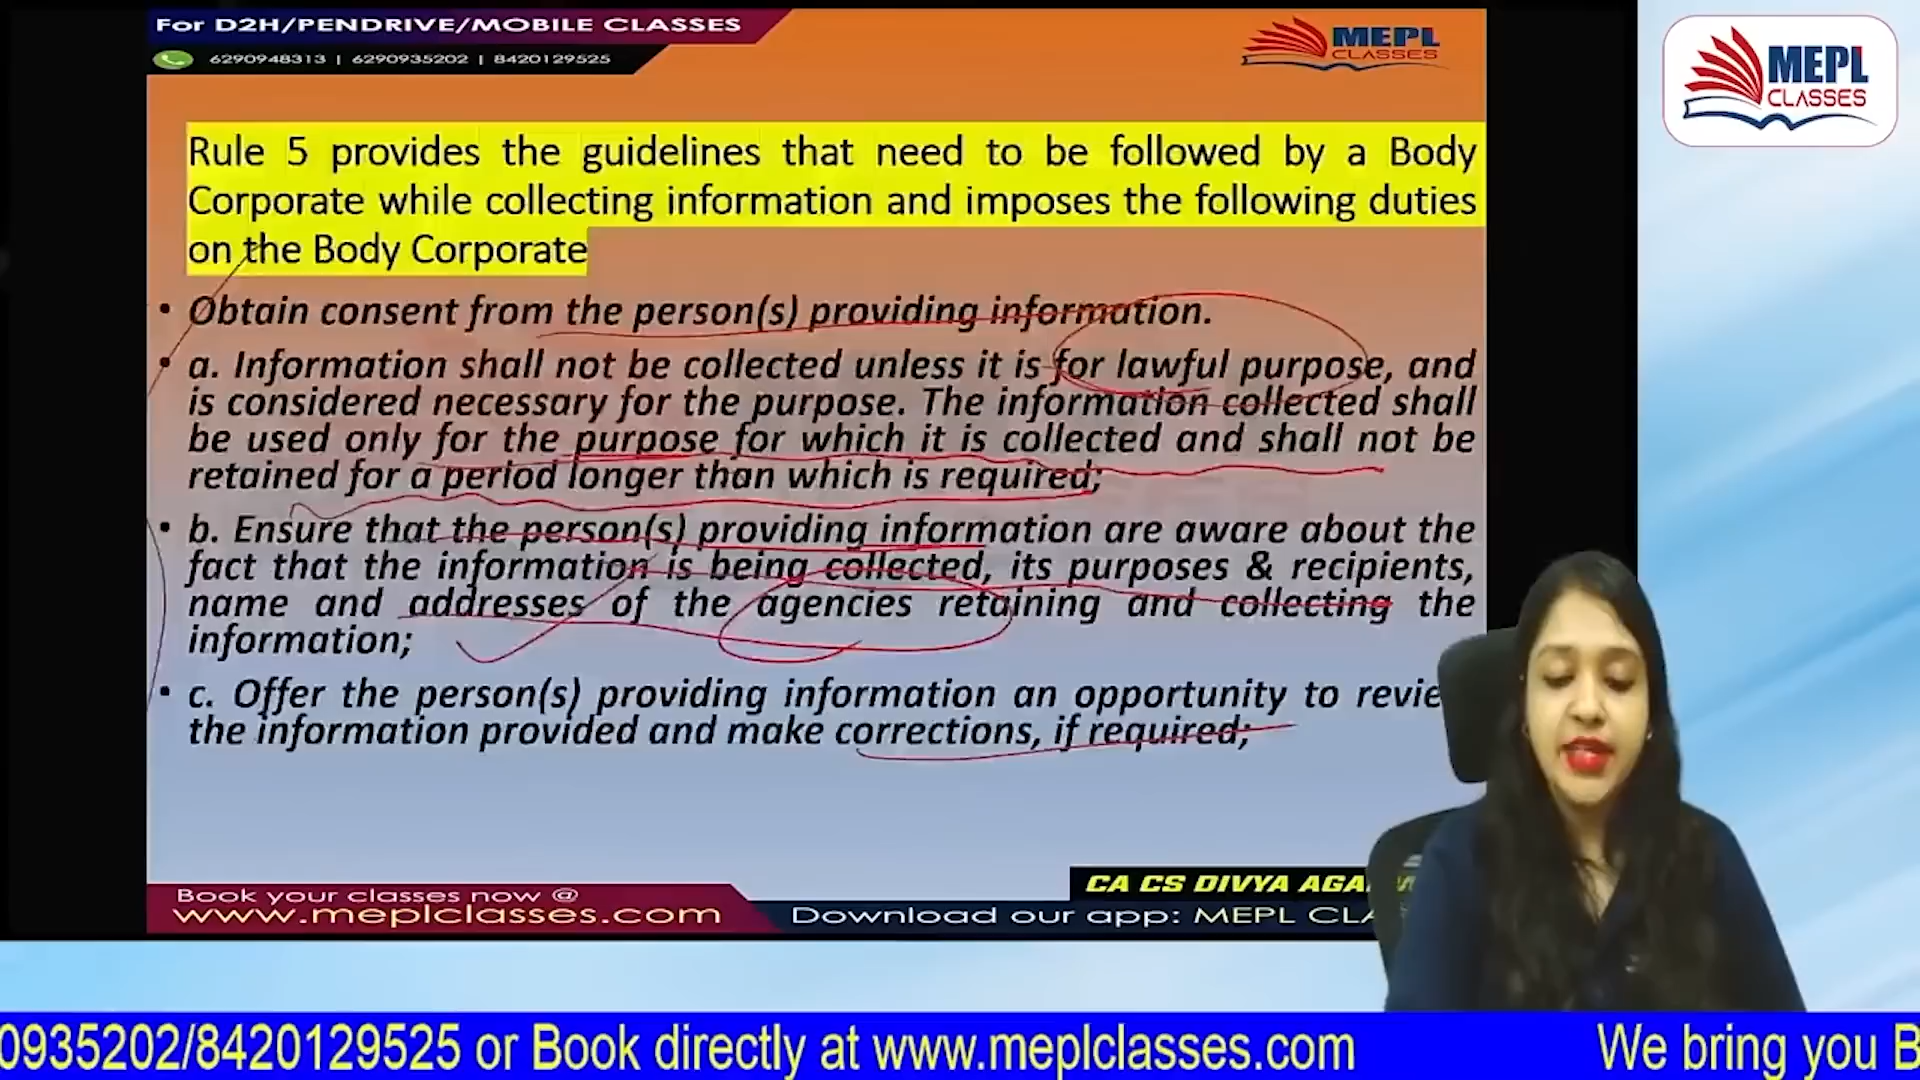 For D2H/PENDRIVE/MOBILE CLASSES
6290948313 | 6290935202 | 8420129525
MEPL
CLASSES
MEPL
CLASSES
Rule 5 provides the guidelines that need to be followed by a Body
Corporate while collecting information and imposes the following duties
on the Body Corporate
• Obtain consent from the person(s) providing information.
• a. Information shall not be collected unless it is for lawful purpose, and
is considered necessary for the purpose. The information collected shall
be used only for the purpose for which it is collected and shall not be
retained for a period longer than which is required;
• b. Ensure that the person(s) providing information are aware about the
fact that the information is being collected, its purposes & recipients,
name and addresses of the agencies retaining and collecting the
information;
• c. Offer the person(s) providing information an opportunity to revie
the information provided and make corrections, if required;
CA CS DIVYA AGA
Book your classes now @
www.meplclasses.com
Download our app: MEPL CLA
0935202/8420129525 or Book directly at www.meplclasses.com
We bring you B